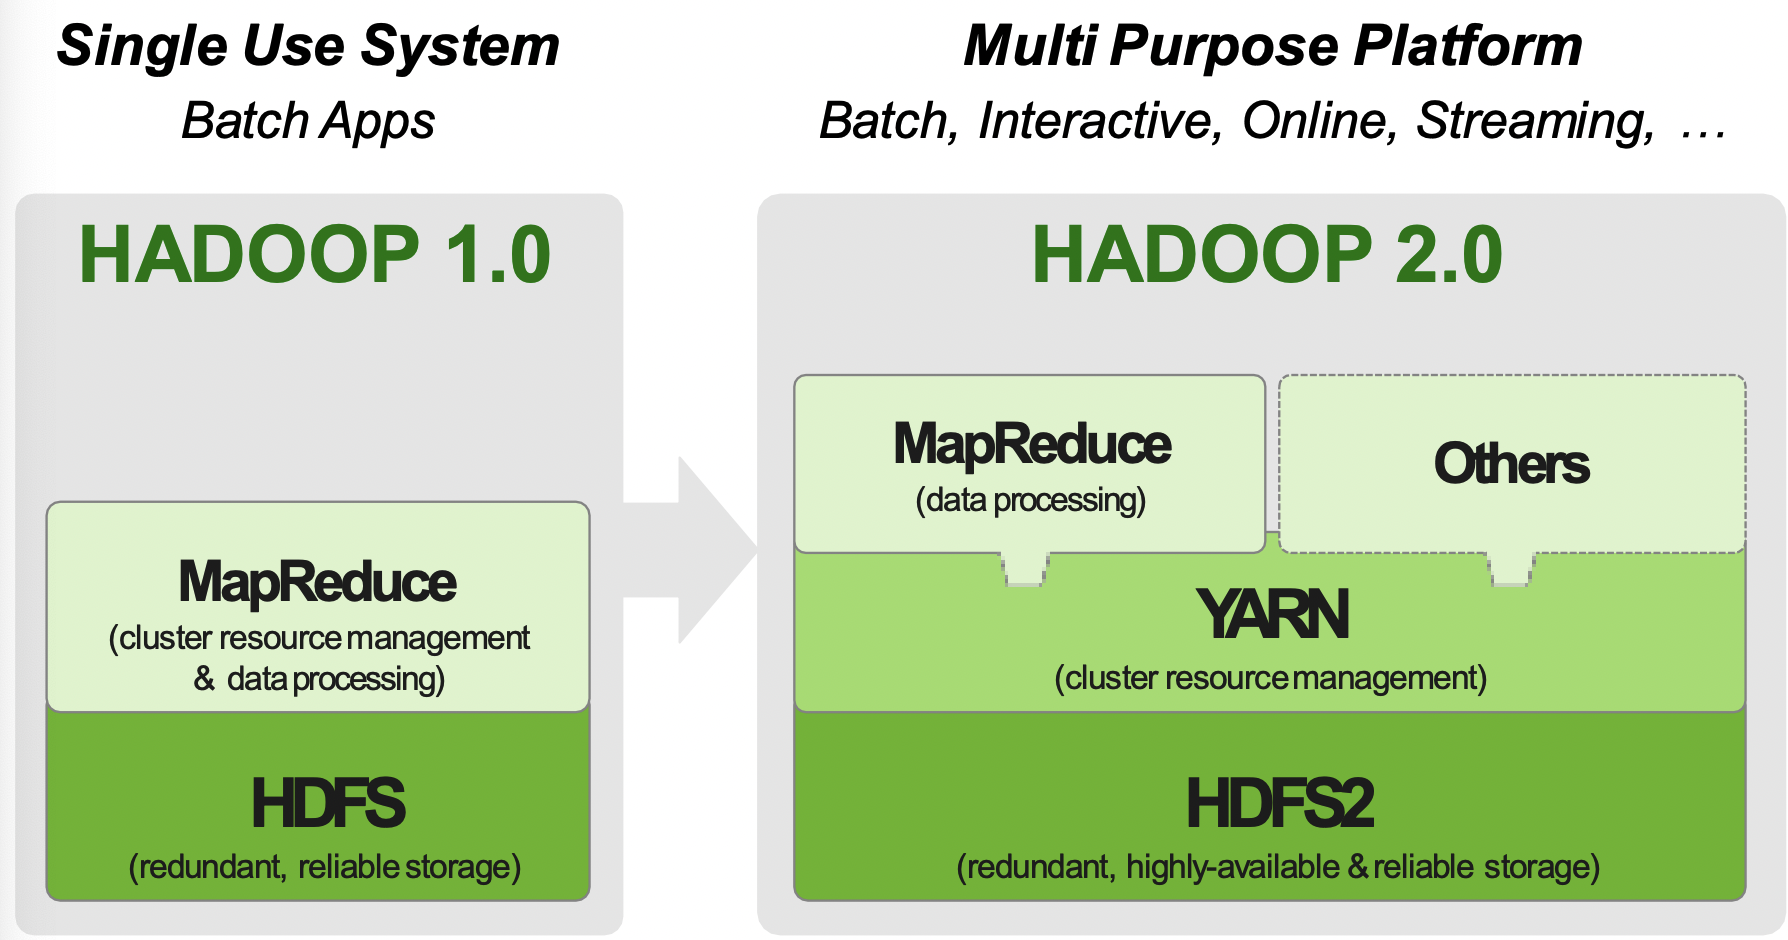 Single Use System
Batch Apps
HADOOP 1.0
MapReduce
(cluster resource management
& data processing)
HDFS
(redundant, reliable storage)
Multi Purpose Platform
Batch, Interactive, Online, Streaming, …
HADOOP 2.0
MapReduce
(data processing)
Others
YARN
(cluster resource management)
HDFS2
(redundant, highly-available & reliable storage)